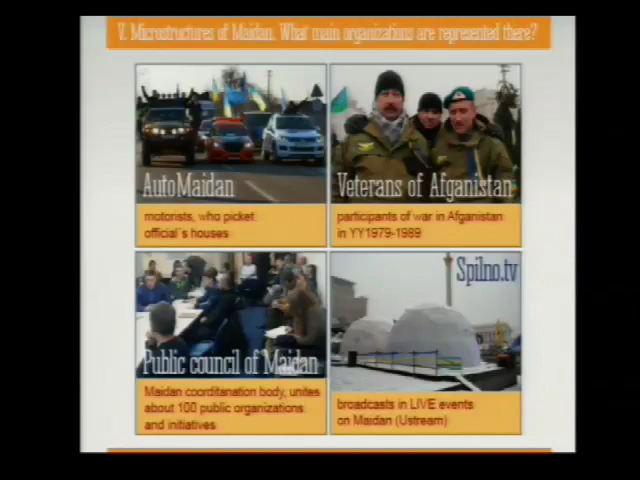 V. Microstructures of Maidan. What main organizations are represented there?
AutoMaidan
motorists, who picket
official`s houses
Veterans of Afganistan
participants of war in Afganistan
in YY1979-1989
Public council of Maidan
Maidan coorditanation body, unites
about 100 public organizations
and initiatives
Spilno.tv
broadcasts in LIVE events
on Maidan (Ustream)